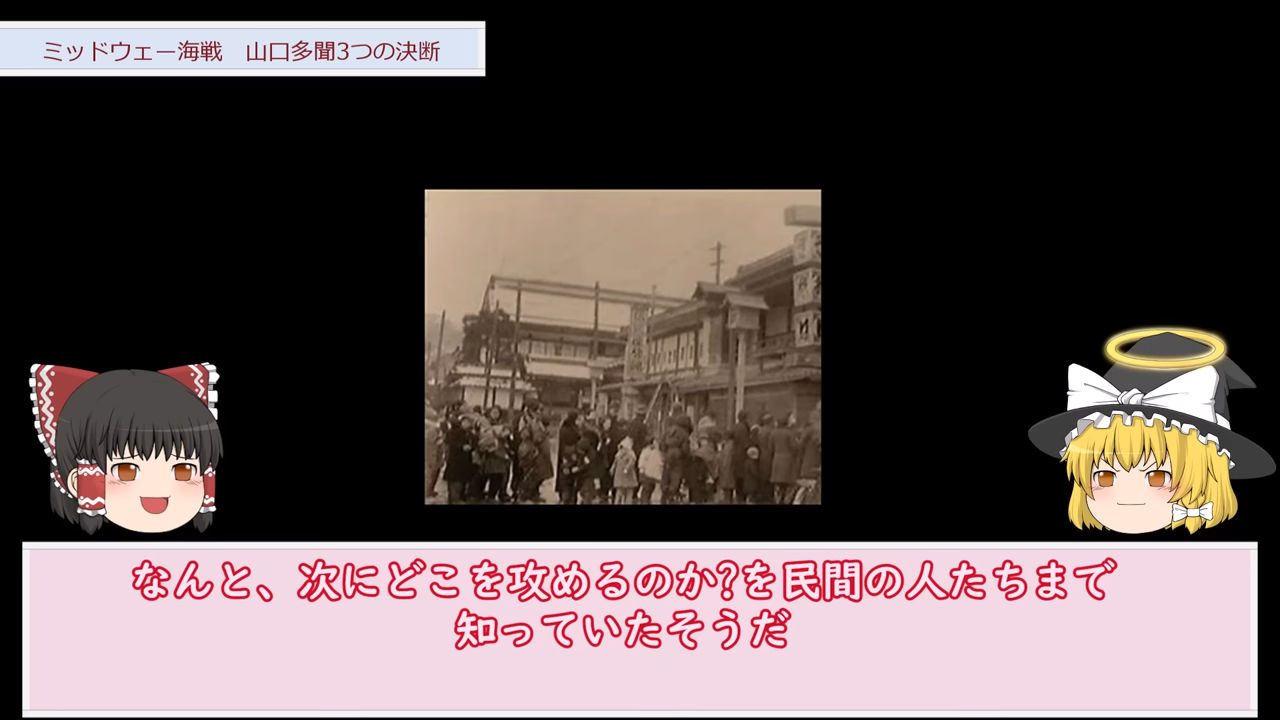 ミッドウェー海戦　山口多聞3つの決断
なんと、次にどこを攻めるのか?を民間の人たちまで
知っていたそうだ